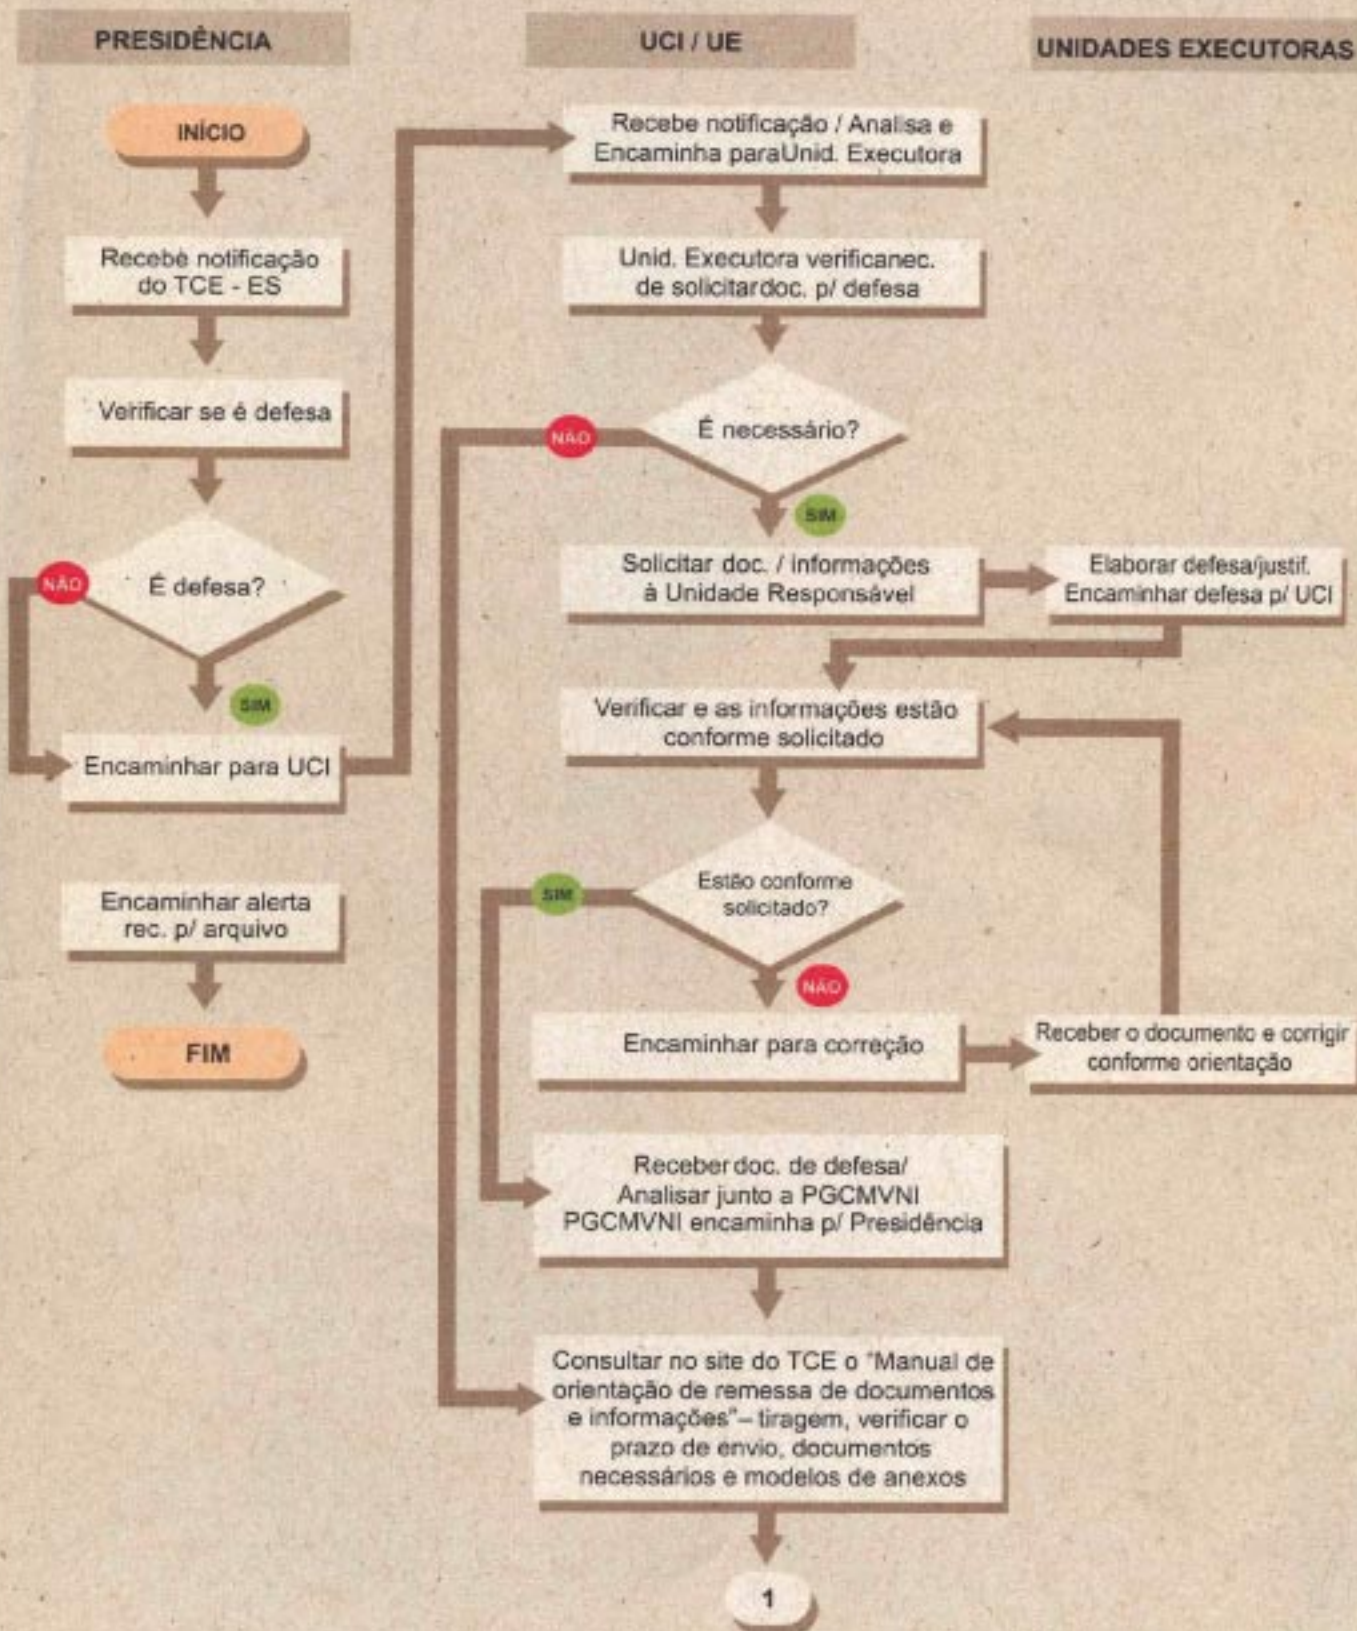 PRESIDÊNCIA
INÍCIO
Recebe notificação
do TCE - ES
Verificar se é defesa
É defesa?
NÃO
SIM
Encaminhar para UCI
Encaminhar alerta
rec. p/ arquivo
FIM
UCI / UE
Recebe notificação / Analisa e
Encaminha paraUnid. Executora
Unid. Executora verificanec.
de solicitardoc. p/ defesa
É necessário?
NÃO
SIM
Solicitar doc. / informações
à Unidade Responsável
Verificar e as informações estão
conforme solicitado
Estão conforme
solicitado?
SIM
NÃO
Encaminhar para correção
Receber doc. de defesa/
Analisar junto a PGCMVNI
PGCMVNI encaminha p/ Presidência
Consultar no site do TCE o "Manual de
orientação de remessa de documentos
e informações"– tiragem, verificar o
prazo de envio, documentos
necessários e modelos de anexos
1
UNIDADES EXECUTORAS
Elaborar defesa/justif.
Encaminhar defesa p/ UCI
Receber o documento e corrigir
conforme orientação